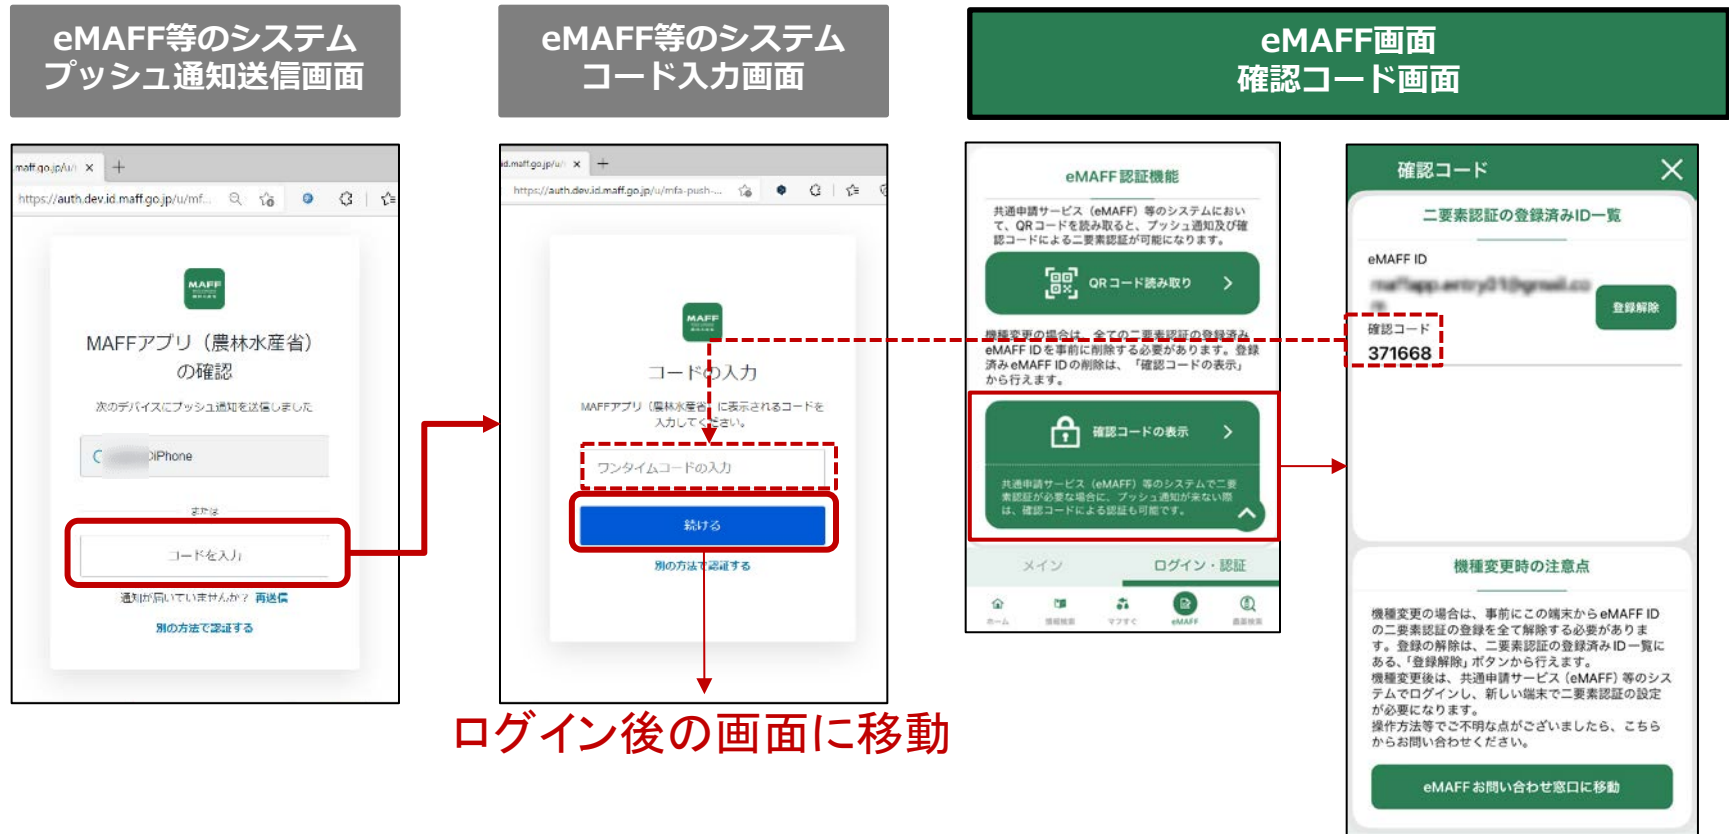 eMAFF等のシステム
プッシュ通知送信画面
eMAFF等のシステム
コード入力画面
eMAFF画面
確認コード画面
maff.go.jp/u/
https://auth.dev.id.maff.go.jp/u/mf...
MAFF
MAFFアプリ（農林水産省）
の確認
次のデバイスにプッシュ通知を送信しました
iPhone
または
コードを入力
通知が届いていませんか？ 再送信
別の方法で認証する
id.maff.go.jp/u/
https://auth.dev.id.maff.go.jp/u/mfa-push-...
MAFF
コードの入力
MAFFアプリ（農林水産省）に表示されるコードを
入力してください。
ワンタイムコードの入力
続ける
別の方法で認証する
ログイン後の画面に移動
eMAFF認証機能
共通申請サービス（eMAFF）等のシステムにおい
て、QRコードを読み取ると、プッシュ通知及び確
認コードによる二要素認証が可能になります。
QRコード読み取り
機種変更の場合は、全ての二要素認証の登録済み
eMAFF IDを事前に削除する必要があります。登録
済みeMAFF IDの削除は、「確認コードの表示」
から行えます。
確認コードの表示
共通申請サービス（eMAFF）等のシステムで二要
素認証が必要な場合に、プッシュ通知が来ない際
は、確認コードによる認証も可能です。
メイン
ログイン・認証
ホーム
情報検索
マフすぐ
eMAFF
確認コード
二要素認証の登録済みID一覧
eMAFF ID
登録解除
確認コード
371668
機種変更時の注意点
機種変更の場合は、事前にこの端末からeMAFF ID
の二要素認証の登録を全て解除する必要がありま
す。登録の解除は、二要素認証の登録済みID一覧に
ある、「登録解除」ボタンから行えます。
機種変更後は、共通申請サービス（eMAFF）等のシス
テムでログインし、新しい端末で二要素認証の設定
が必要になります。
操作方法等でご不明な点がございましたら、こちら
からお問い合わせください。
eMAFFお問い合わせ窓口に移動